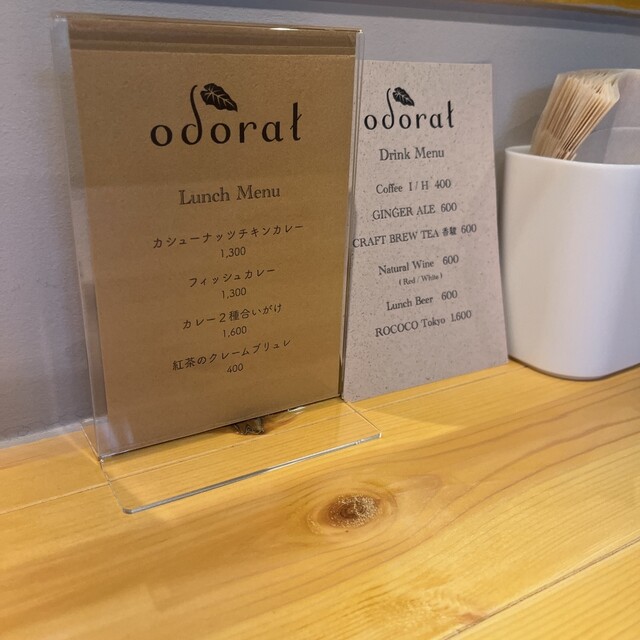 odorat
Lunch Menu
カシューナッツチキンカレー
1,300
フィッシュカレー
1,300
カレー２種合いがけ
1,600
紅茶のクレームブリュレ
400
odorat
Drink Menu
Coffee I / H 400
GINGER ALE 600
CRAFT BREW TEA 600
Natural Wine 600
( Red / White )
Lunch Beer 600
ROCOCO Tokyo 1,600